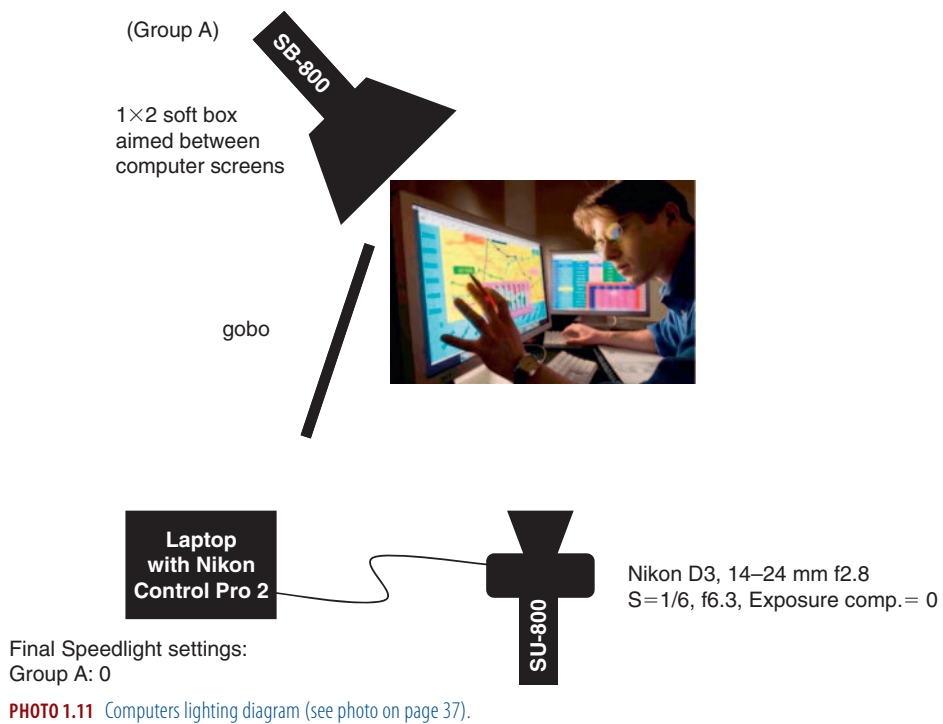 (Group A)
SB-800
1×2 soft box
aimed between
computer screens
gobo
Laptop
with Nikon
Control Pro 2
SU-800
Nikon D3, 14–24 mm f2.8
S=1/6, f6.3, Exposure comp.= 0
Final Speedlight settings:
Group A: 0
PHOTO 1.11 Computers lighting diagram (see photo on page 37).